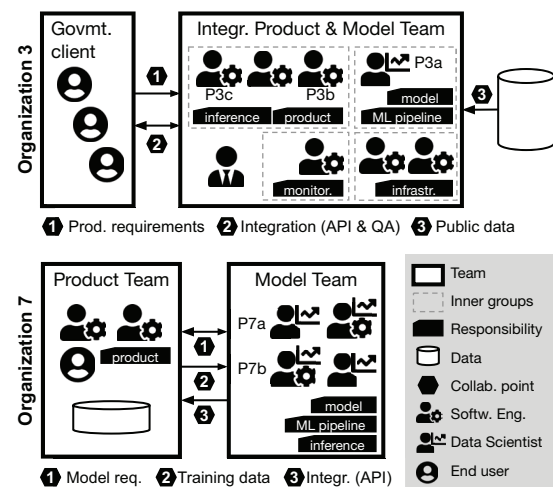 Organization 3
Govmt.
client
Integr. Product & Model Team
P3c
P3b
P3a
inference
product
model
ML pipeline
monitor.
infrastr.
1
2
3
1 Prod. requirements 2 Integration (API & QA) 3 Public data
Organization 7
Product Team
Model Team
product
P7a
P7b
model
ML pipeline
inference
1
2
3
1 Model req. 2 Training data 3 Integr. (API)
Team
Inner groups
Responsibility
Data
Collab. point
Softw. Eng.
Data Scientist
End user